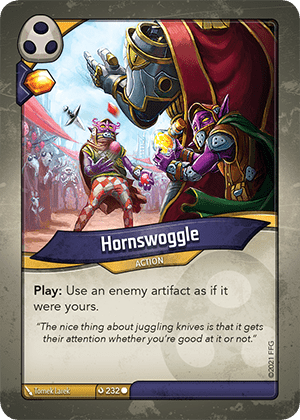 Hornswoggle
ACTION
Play: Use an enemy artifact as if it
were yours.
"The nice thing about juggling knives is that it gets
their attention whether you're good at it or not."
©2021 FFG
Tomek Larek
232